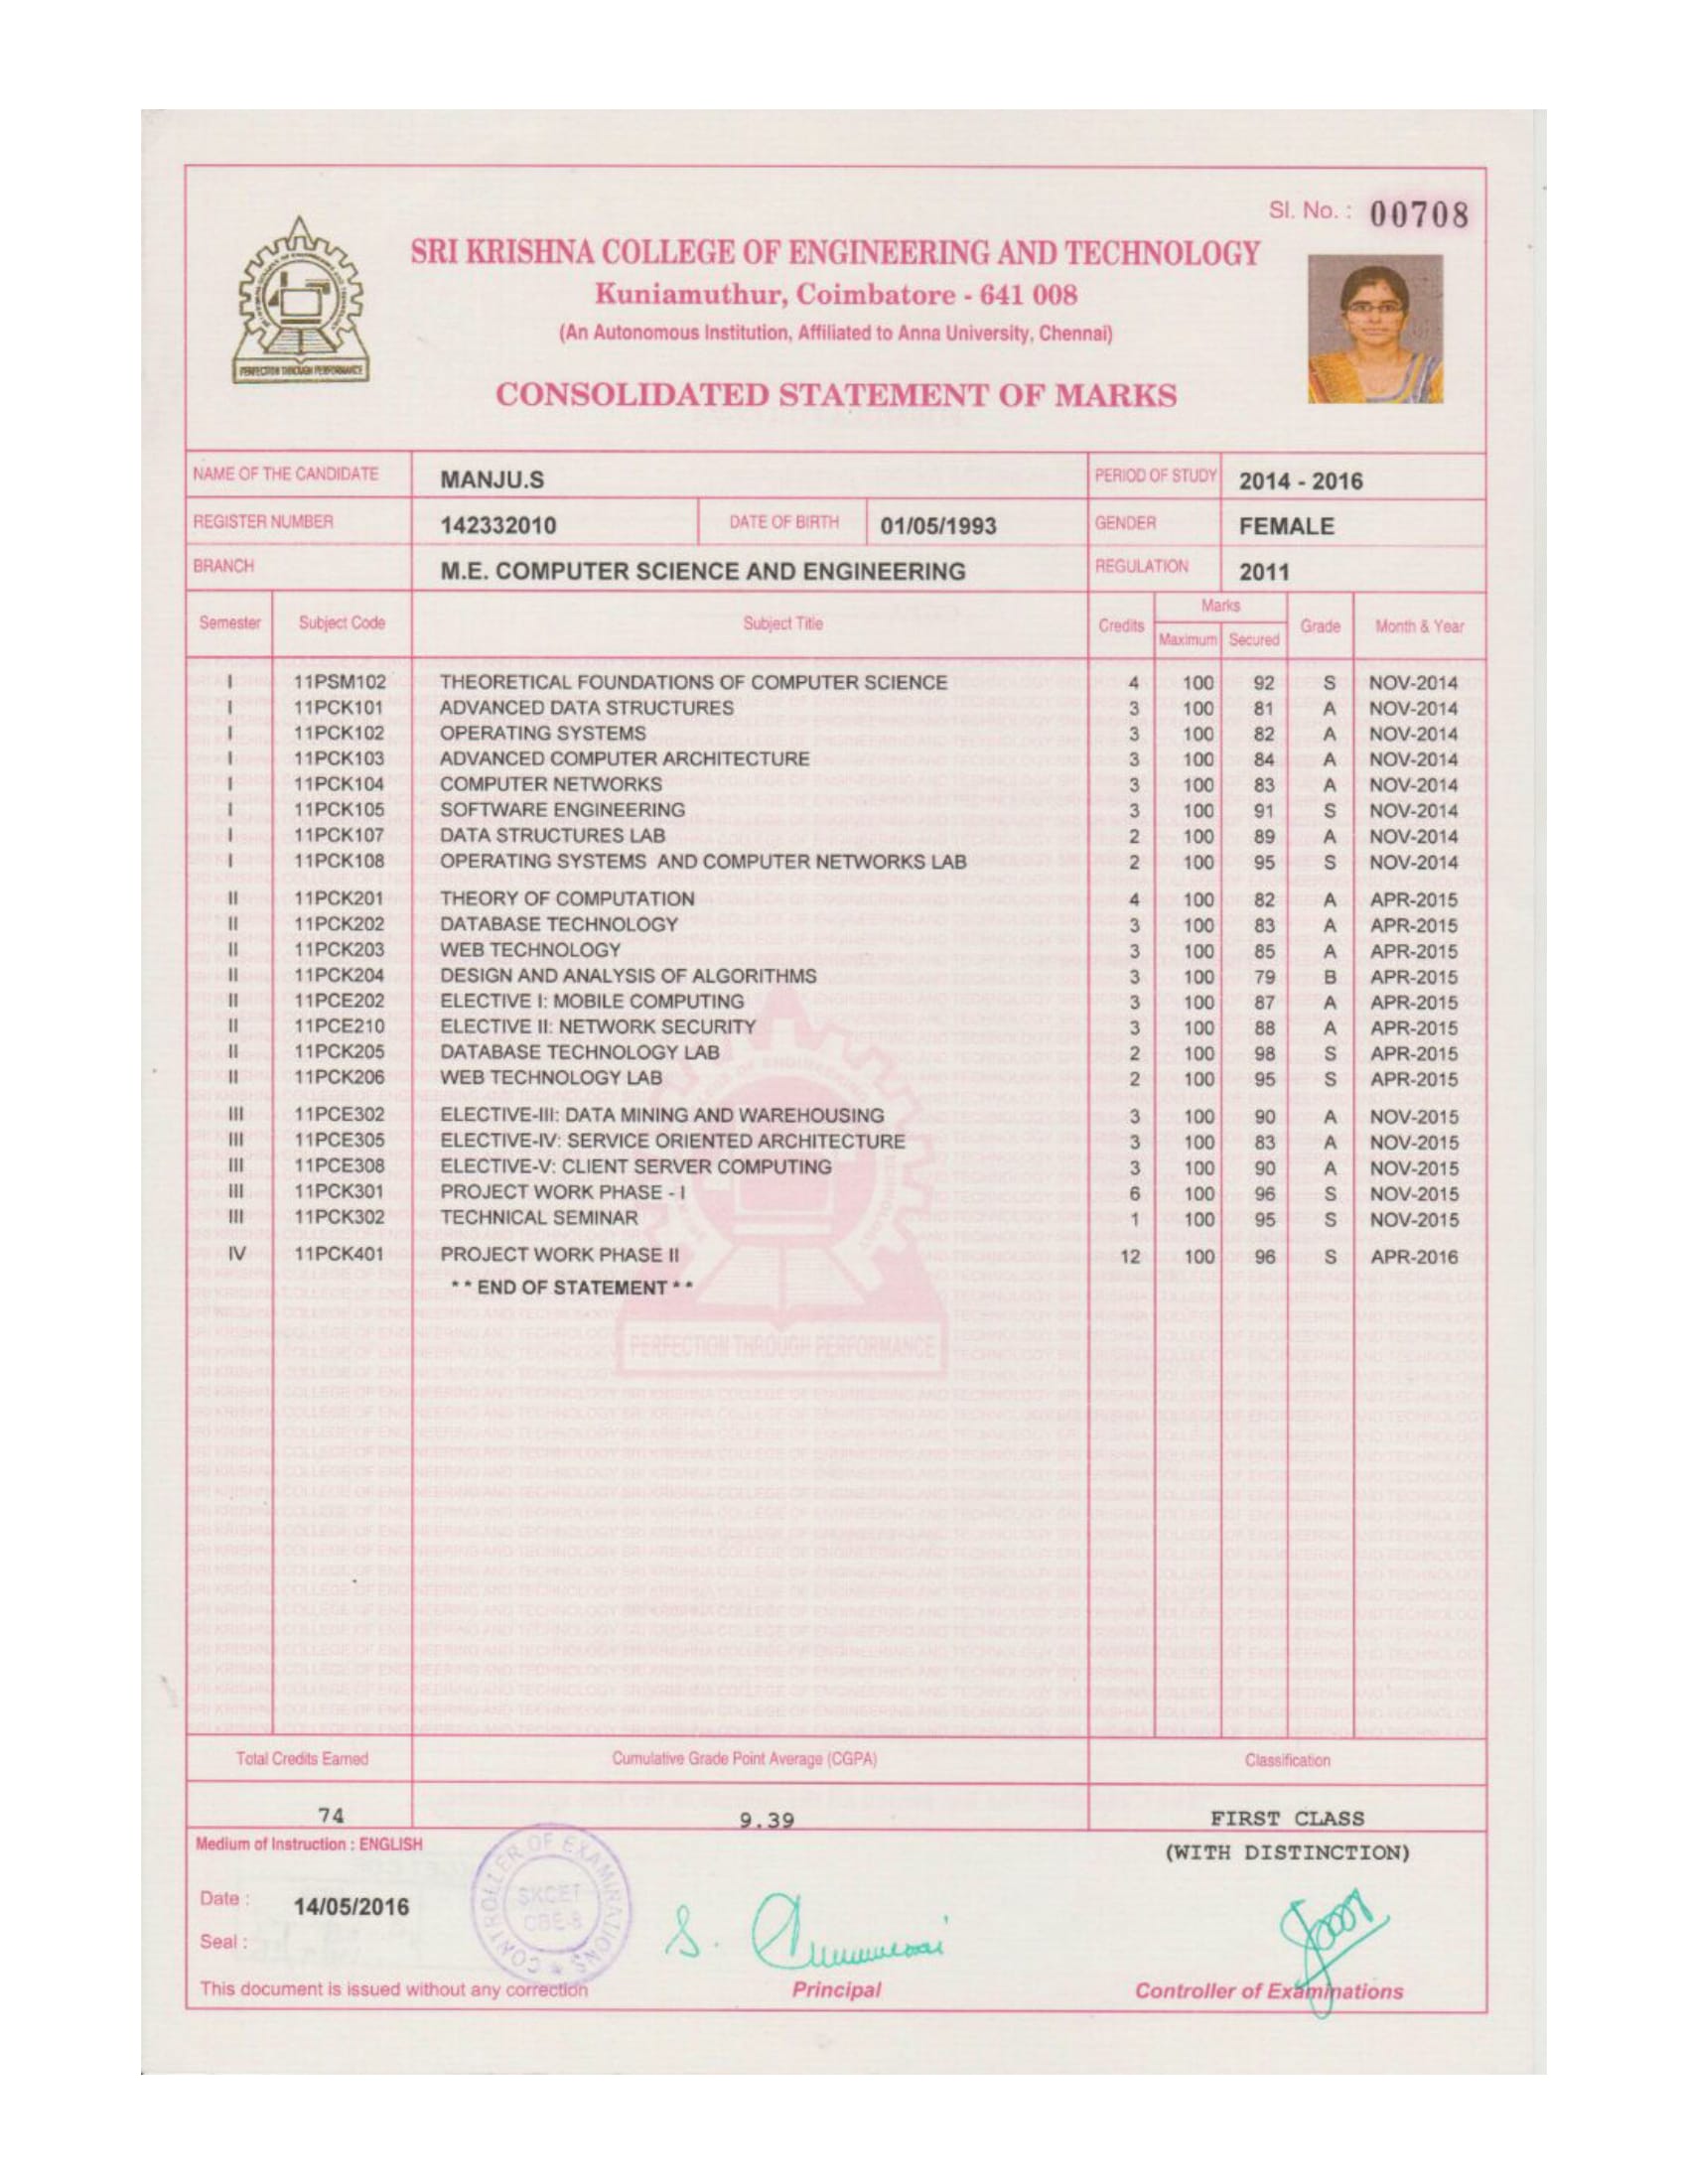 Sl. No. : 00708
SRI KRISHNA COLLEGE OF ENGINEERING AND TECHNOLOGY
Kuniamuthur, Coimbatore - 641 008
(An Autonomous Institution, Affiliated to Anna University, Chennai)
PERFECTION THROUGH PERFORMANCE
CONSOLIDATED STATEMENT OF MARKS
NAME OF THE CANDIDATE MANJU.S PERIOD OF STUDY 2014 - 2016
REGISTER NUMBER 142332010 DATE OF BIRTH 01/05/1993 GENDER FEMALE
BRANCH M.E. COMPUTER SCIENCE AND ENGINEERING REGULATION 2011
Semester Subject Code Subject Title Credits Marks Maximum Secured Grade Month & Year
I 11PSM102 THEORETICAL FOUNDATIONS OF COMPUTER SCIENCE 4 100 92 S NOV-2014
I 11PCK101 ADVANCED DATA STRUCTURES 3 100 81 A NOV-2014
I 11PCK102 OPERATING SYSTEMS 3 100 82 A NOV-2014
I 11PCK103 ADVANCED COMPUTER ARCHITECTURE 3 100 84 A NOV-2014
I 11PCK104 COMPUTER NETWORKS 3 100 83 A NOV-2014
I 11PCK105 SOFTWARE ENGINEERING 3 100 91 S NOV-2014
I 11PCK107 DATA STRUCTURES LAB 2 100 89 A NOV-2014
I 11PCK108 OPERATING SYSTEMS AND COMPUTER NETWORKS LAB 2 100 95 S NOV-2014
II 11PCK201 THEORY OF COMPUTATION 4 100 82 A APR-2015
II 11PCK202 DATABASE TECHNOLOGY 3 100 83 A APR-2015
II 11PCK203 WEB TECHNOLOGY 3 100 85 A APR-2015
II 11PCK204 DESIGN AND ANALYSIS OF ALGORITHMS 3 100 79 B APR-2015
II 11PCE202 ELECTIVE I: MOBILE COMPUTING 3 100 87 A APR-2015
II 11PCE210 ELECTIVE II: NETWORK SECURITY 3 100 88 A APR-2015
II 11PCK205 DATABASE TECHNOLOGY LAB 2 100 98 S APR-2015
II 11PCK206 WEB TECHNOLOGY LAB 2 100 95 S APR-2015
III 11PCE302 ELECTIVE-III: DATA MINING AND WAREHOUSING 3 100 90 A NOV-2015
III 11PCE305 ELECTIVE-IV: SERVICE ORIENTED ARCHITECTURE 3 100 83 A NOV-2015
III 11PCE308 ELECTIVE-V: CLIENT SERVER COMPUTING 3 100 90 A NOV-2015
III 11PCK301 PROJECT WORK PHASE - I 6 100 96 S NOV-2015
III 11PCK302 TECHNICAL SEMINAR 1 100 95 S NOV-2015
IV 11PCK401 PROJECT WORK PHASE II 12 100 96 S APR-2016
** END OF STATEMENT **
PERFECTION THROUGH PERFORMANCE
Total Credits Earned Cumulative Grade Point Average (CGPA) Classification
74 9.39 FIRST CLASS
(WITH DISTINCTION)
Medium of Instruction : ENGLISH
CONTROLLER OF EXAMINATIONS
SKCET
CBE-8
Date : 14/05/2016
Seal :
This document is issued without any correction Principal Controller of Examinations